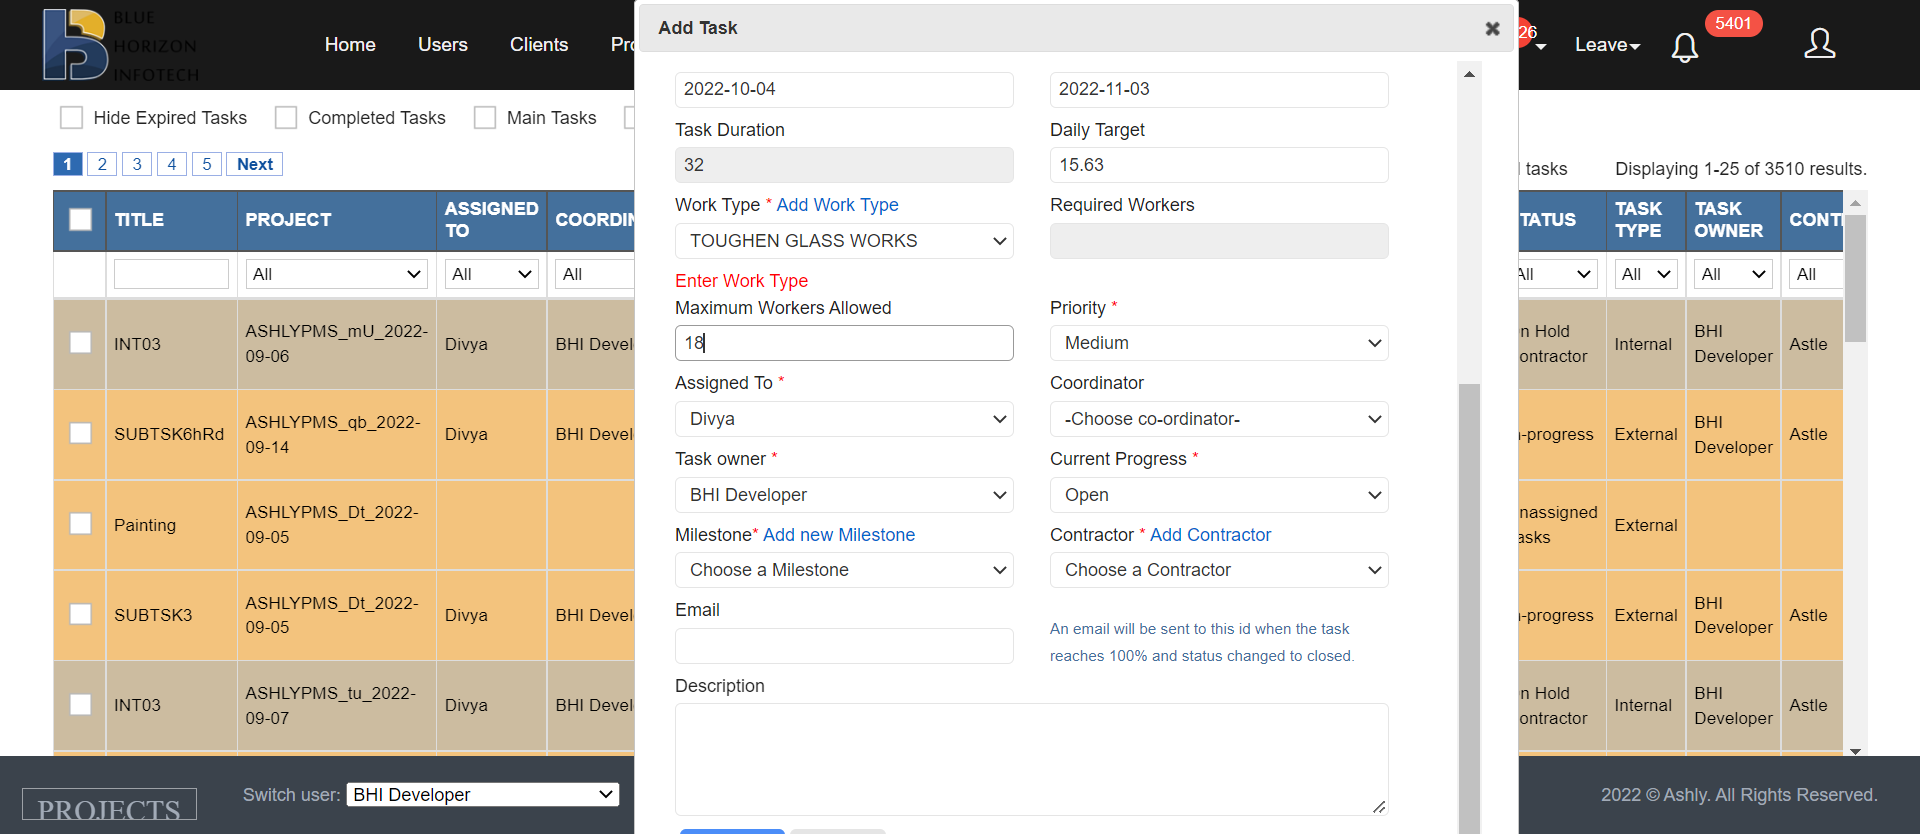 BLUE
HORIZON
INFOTECH
Home Users Clients
26
Leave
5401
Add Task
Hide Expired Tasks Completed Tasks Main Tasks
1 2 3 4 5 Next
tasks Displaying 1-25 of 3510 results.
TITLE PROJECT ASSIGNED TO COORDIN
TATUS TASK TYPE TASK OWNER CONT
All All All
All All All All
INT03 ASHLYPMS_mU_2022-09-06 Divya BHI Devel
n Hold
ontractor Internal BHI Developer Astle
SUBTSK6hRd ASHLYPMS_qb_2022-09-14 Divya BHI Devel
-progress External BHI Developer Astle
Painting ASHLYPMS_Dt_2022-09-05
nassigned
asks External
SUBTSK3 ASHLYPMS_Dt_2022-09-05 Divya BHI Devel
-progress External BHI Developer Astle
INT03 ASHLYPMS_tu_2022-09-07 Divya BHI Devel
n Hold
ontractor Internal BHI Developer Astle
2022-10-04 2022-11-03
Task Duration Daily Target
32 15.63
Work Type * Add Work Type Required Workers
TOUGHEN GLASS WORKS
Enter Work Type
Maximum Workers Allowed Priority *
18 Medium
Assigned To * Coordinator
Divya -Choose co-ordinator-
Task owner * Current Progress *
BHI Developer Open
Milestone* Add new Milestone Contractor * Add Contractor
Choose a Milestone Choose a Contractor
Email
An email will be sent to this id when the task
reaches 100% and status changed to closed.
Description
PROJECTS
Switch user: BHI Developer
2022 © Ashly. All Rights Reserved.